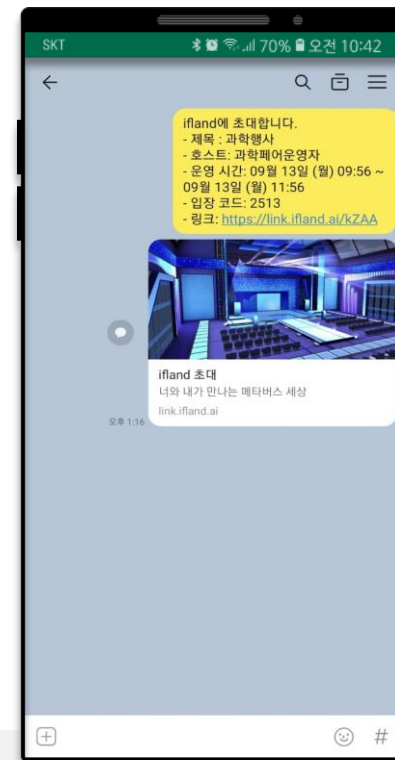 SKT 70% 오전 10:42
ifland에 초대합니다.
- 제목 : 과학행사
- 호스트: 과학페어운영자
- 운영 시간: 09월 13일 (월) 09:56 ~
09월 13일 (월) 11:56
- 입장 코드: 2513
- 링크: https://link.ifland.ai/kZAA
ifland 초대
너와 내가 만나는 메타버스 세상
link.ifland.ai
오후 1:16
#